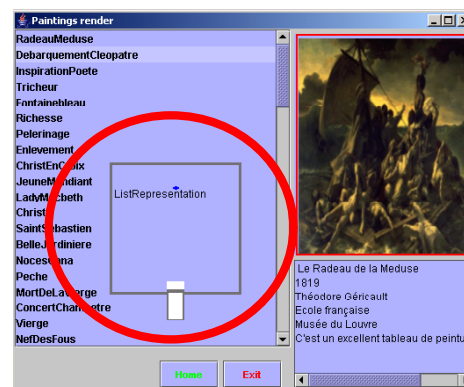 Paintings render
RadeauMeduse
DebarquementCleopatre
InspirationPoete
Tricheur
Fontainebleau
Richesse
Pelerinage
Enlevement
ChristEnCroix
JeuneMendiant
LadyMacbeth
ListRepresentation
Christ
SaintSebastien
BelleJardiniere
NocesCana
Peche
MortDeLaVierge
ConcertChampetre
Vierge
NefDesFous
Home
Exit
Le Radeau de la Meduse
1819
Théodore Géricault
Ecole française
Musée du Louvre
C'est un excellent tableau de peintu